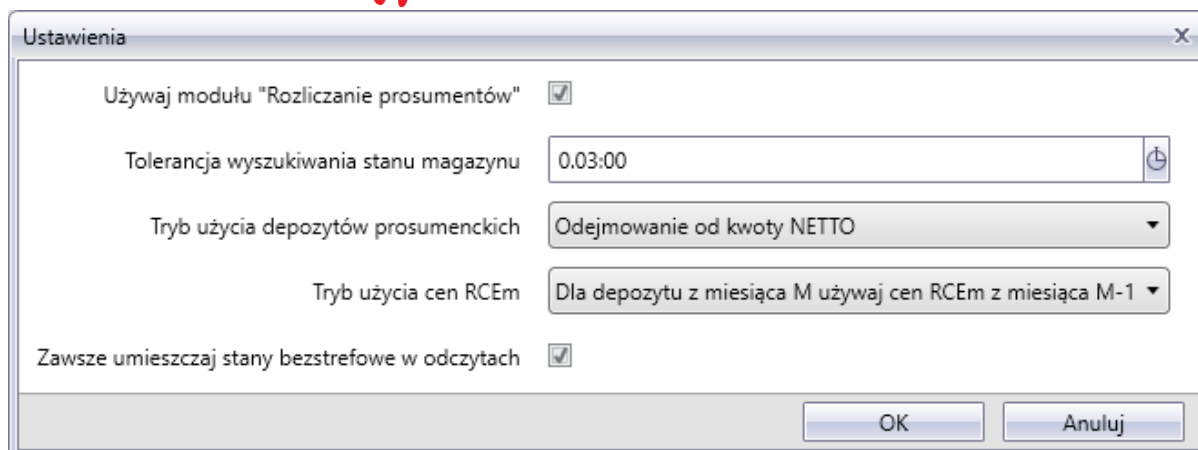 Ustawienia
Używaj modułu "Rozliczanie prosumentów"
Tolerancja wyszukiwania stanu magazynu 0.03:00
Tryb użycia depozytów prosumenckich Odejmowanie od kwoty NETTO
Tryb użycia cen RCEm Dla depozytu z miesiąca M używaj cen RCEm z miesiąca M-1
Zawsze umieszczaj stany bezstrefowe w odczytach
OK Anuluj